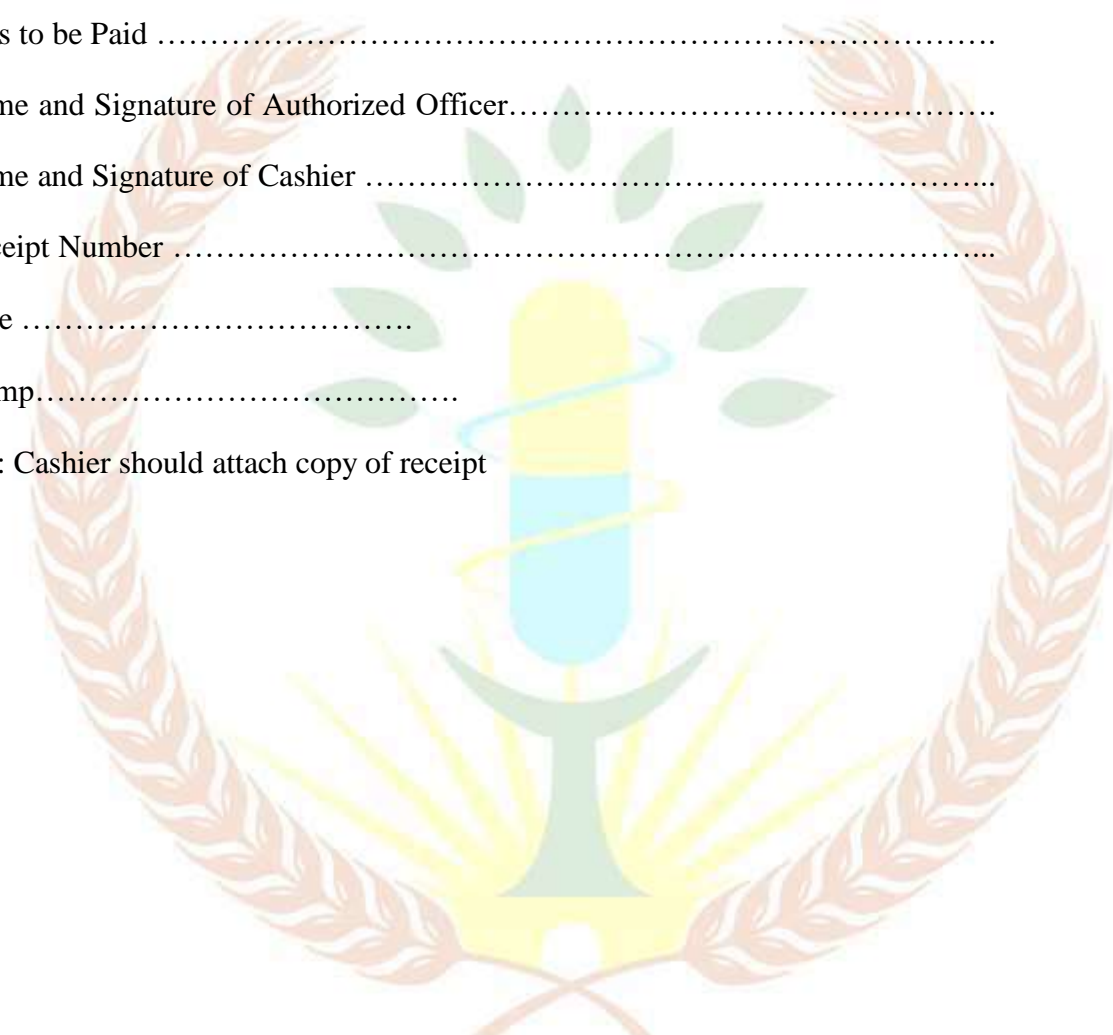 s to be Paid …………………………………………………………………….
me and Signature of Authorized Officer……………………………………….
me and Signature of Cashier …………………………………………………...
ceipt Number …………………………………………………………………...
e ……………………………….
mp………………………………….
: Cashier should attach copy of receipt